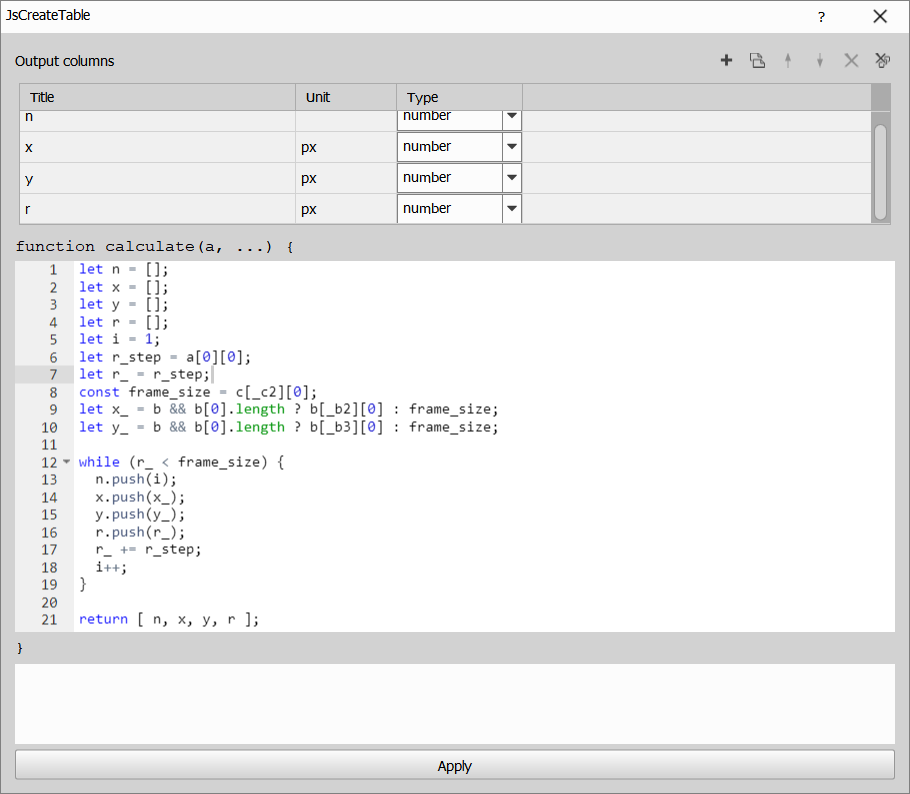 JsCreateTable ?
Output columns
Title Unit Type
n number
x px number
y px number
r px number
function calculate(a, ...) {
1 let n = [];
2 let x = [];
3 let y = [];
4 let r = [];
5 let i = 1;
6 let r_step = a[0][0];
7 let r_ = r_step;
8 const frame_size = c[_c2][0];
9 let x_ = b && b[0].length ? b[_b2][0] : frame_size;
10 let y_ = b && b[0].length ? b[_b3][0] : frame_size;
11
12 while (r_ < frame_size) {
13 n.push(i);
14 x.push(x_);
15 y.push(y_);
16 r.push(r_);
17 r_ += r_step;
18 i++;
19 }
20
21 return [ n, x, y, r ];
}
Apply